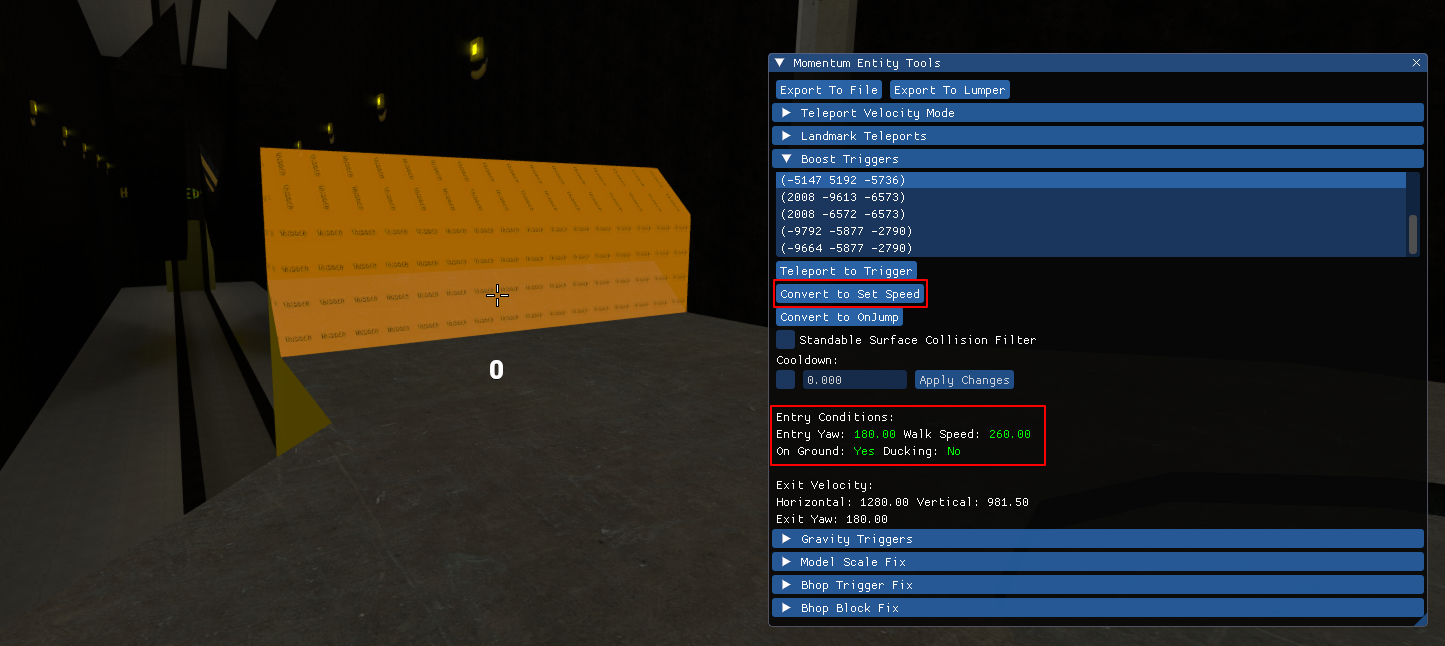 Momentum Entity Tools
Export To File Export To Lumper
Teleport Velocity Mode
Landmark Teleports
Boost Triggers
(-5147 5192 -5736)
(2008 -9613 -6573)
(2008 -6572 -6573)
(-9792 -5877 -2790)
(-9664 -5877 -2790)
Teleport to Trigger
Convert to Set Speed
Convert to OnJump
Standable Surface Collision Filter
Cooldown:
0.000 Apply Changes
Entry Conditions:
Entry Yaw: 180.00 Walk Speed: 260.00
On Ground: Yes Ducking: No
Exit Velocity:
Horizontal: 1280.00 Vertical: 981.50
Exit Yaw: 180.00
Gravity Triggers
Model Scale Fix
Bhop Trigger Fix
Bhop Block Fix
0